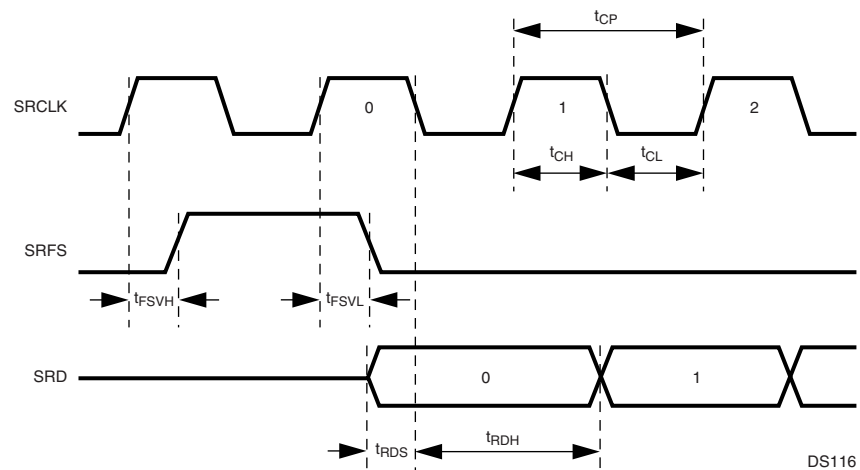 tCP
SRCLK
0
1
2
tCH
tCL
SRFS
tFSVH
tFSVL
SRD
0
1
tRDS
tRDH
DS116